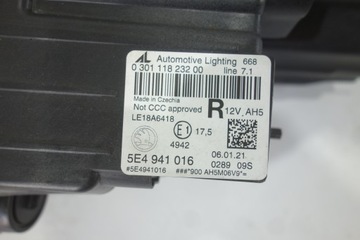 AL Automotive Lighting 668
0 301 118 232 00 line 7.1
Made in Czechia
Not CCC approved R 12V, AH5
LE18A6418
E1 17,5
4942
5E4 941 016 06.01.21
0289 09S
#5E4941016 ###*900 AH5M06V9*=